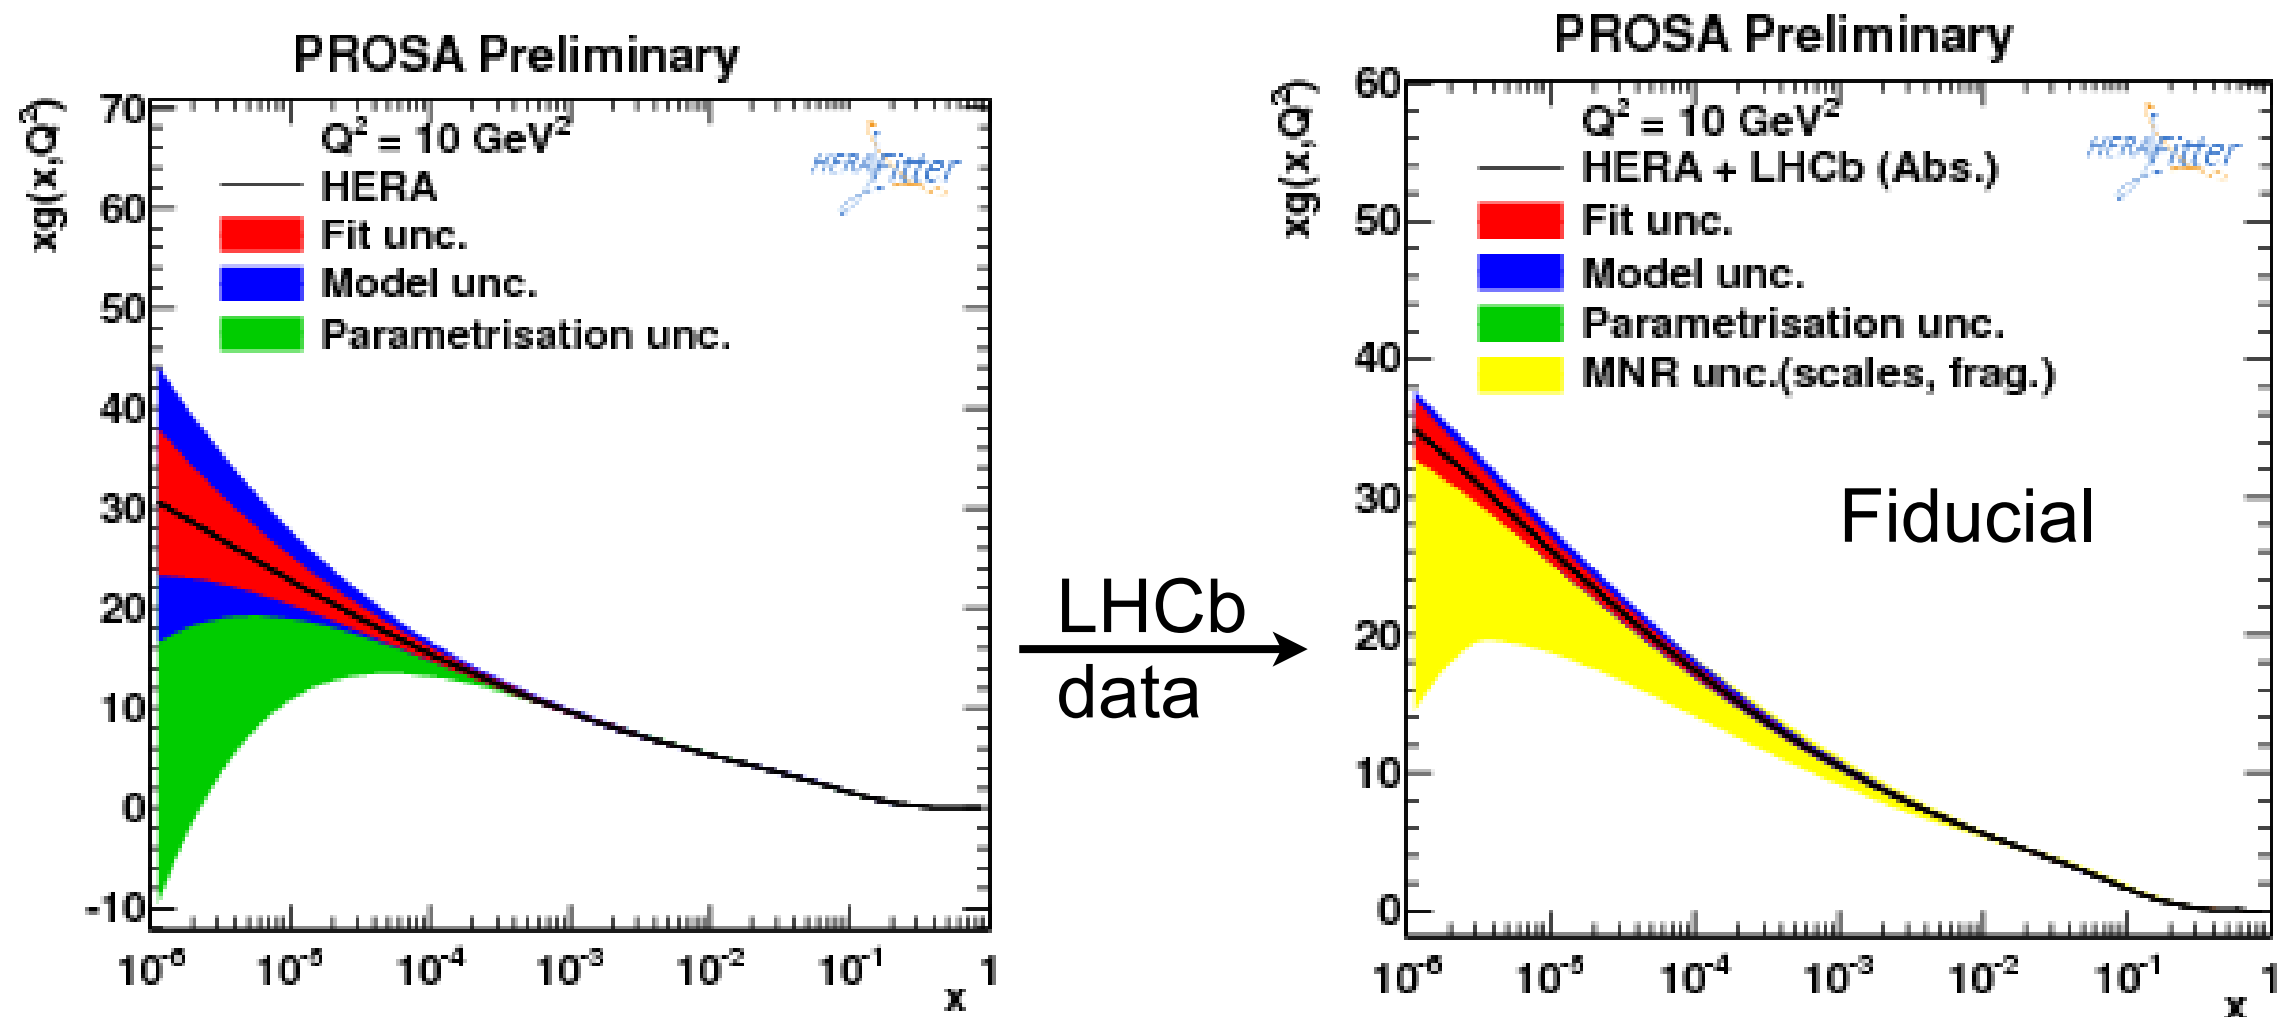 PROSA Preliminary
xg(x,Q²)
70
60
50
40
30
20
10
0
-10
Q² = 10 GeV²
HERA
Fit unc.
Model unc.
Parametrisation unc.
HERAFitter
10⁻⁶ 10⁻⁵ 10⁻⁴ 10⁻³ 10⁻² 10⁻¹ 1
x
LHCb
data
PROSA Preliminary
xg(x,Q²)
60
50
40
30
20
10
0
Q² = 10 GeV²
HERA + LHCb (Abs.)
Fit unc.
Model unc.
Parametrisation unc.
MNR unc.(scales, frag.)
HERAFitter
Fiducial
10⁻⁶ 10⁻⁵ 10⁻⁴ 10⁻³ 10⁻² 10⁻¹ 1
x